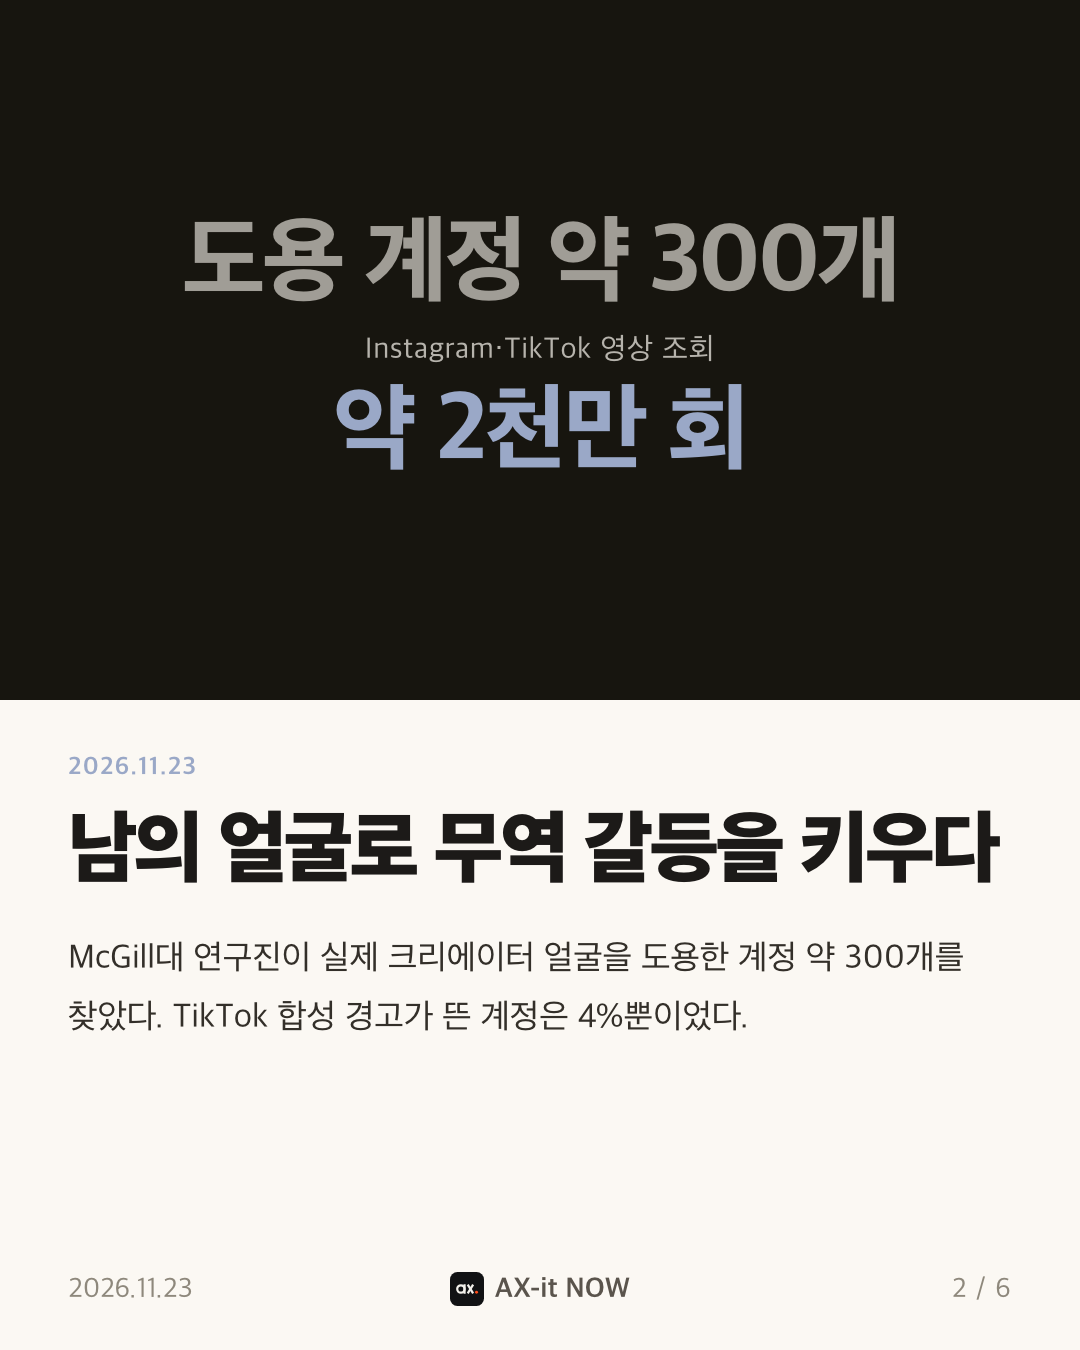 도용 계정 약 300개
Instagram·TikTok 영상 조회
약 2천만 회
2026.11.23
남의 얼굴로 무역 갈등을 키우다
McGill대 연구진이 실제 크리에이터 얼굴을 도용한 계정 약 300개를
찾았다. TikTok 합성 경고가 뜬 계정은 4%뿐이었다.
2026.11.23
ax. AX-it NOW
2 / 6